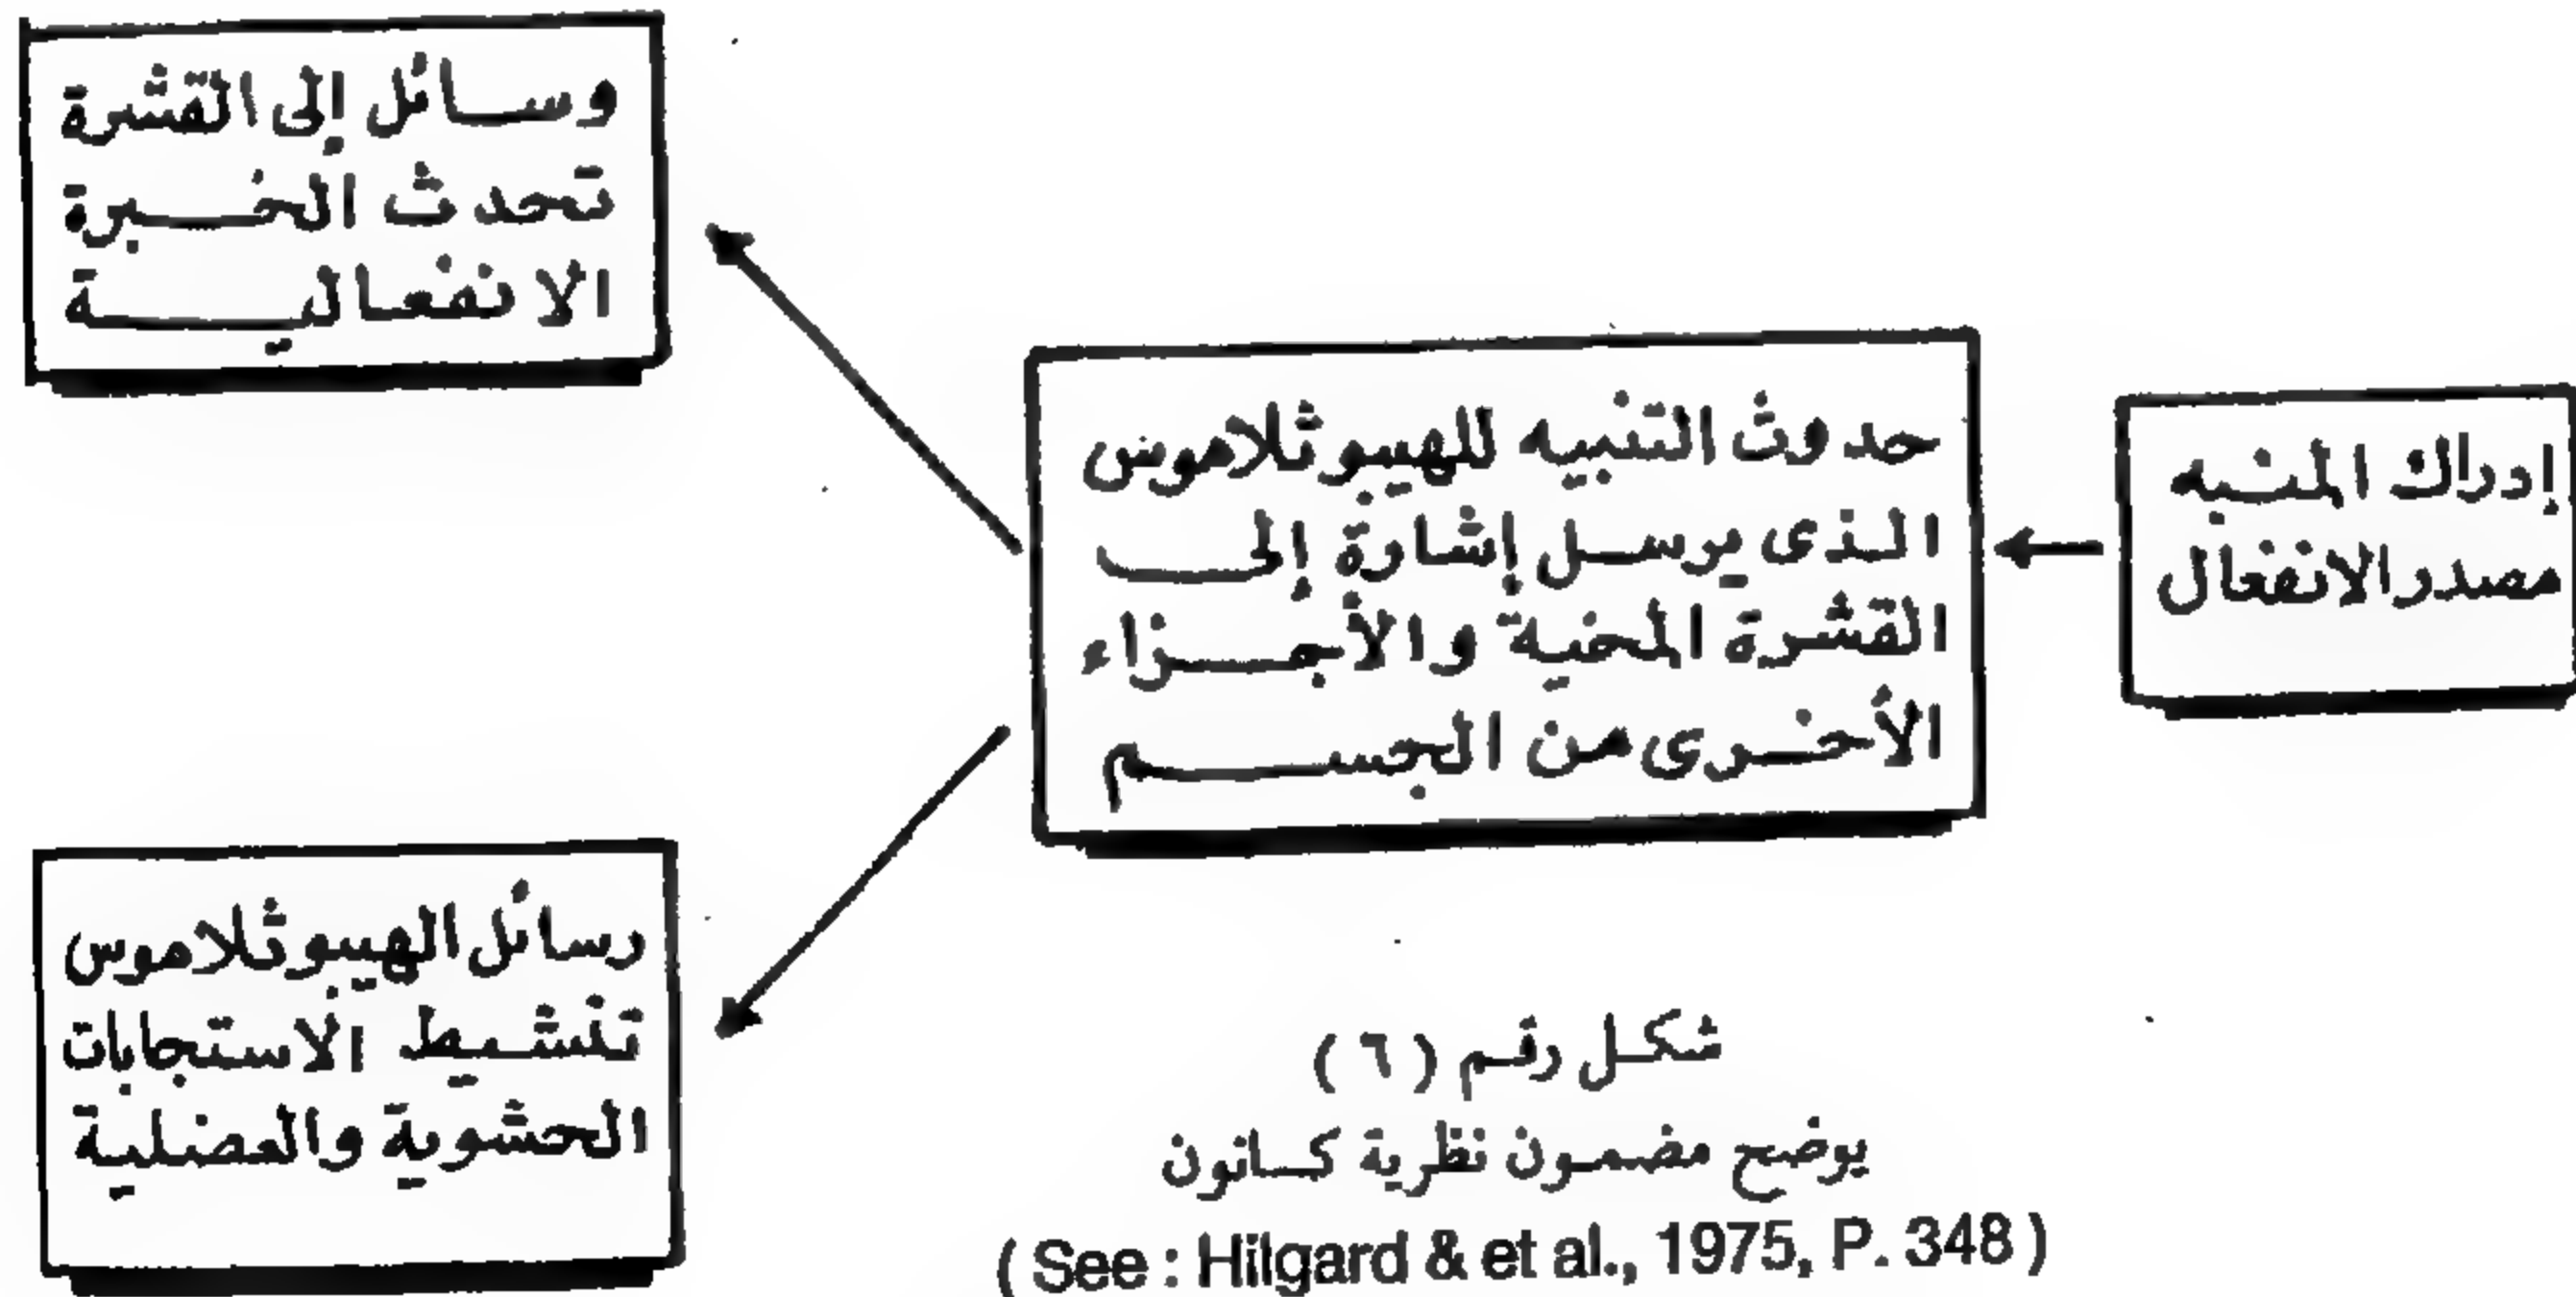 إدراك المنبه
مصدر الانفعال
حدوث التنبيه للهيبوثلاموس
الذى يرسل إشارة إلى
القشرة المخية والأجزاء
الأخرى من الجسم
وسائل إلى القشرة
تحدث الخبرة
الانفعالية
رسائل الهيبوثلاموس
تنشيط الاستجابات
الحشوية والعضلية
شكل رقم ( ٦ )
يوضح مضمون نظرية كانون
( See : Hilgard & et al., 1975, P. 348 )